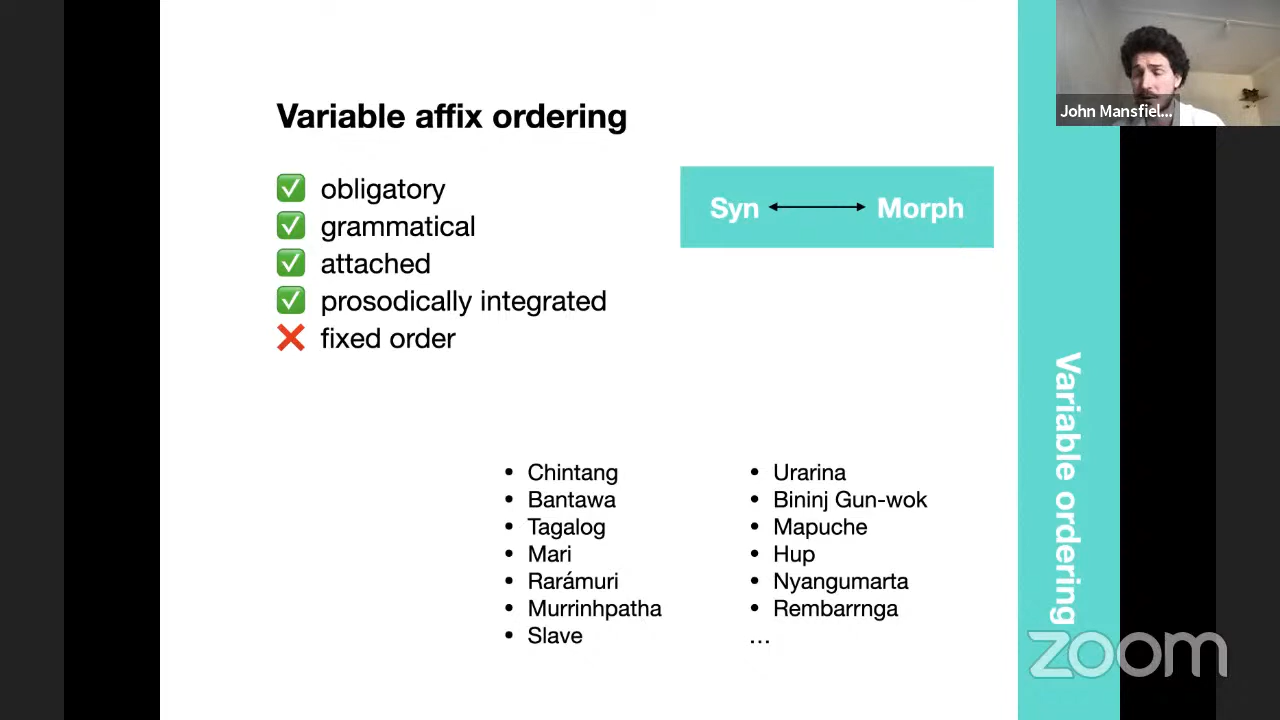 Variable affix ordering
✅ obligatory
✅ grammatical
✅ attached
✅ prosodically integrated
❌ fixed order
Syn ↔ Morph
• Chintang
• Bantawa
• Tagalog
• Mari
• Rarámuri
• Murrinhpatha
• Slave
• Urarina
• Bininj Gun-wok
• Mapuche
• Hup
• Nyangumarta
• Rembarrnga
...
Variable ordering
John Mansfiel...
zoom